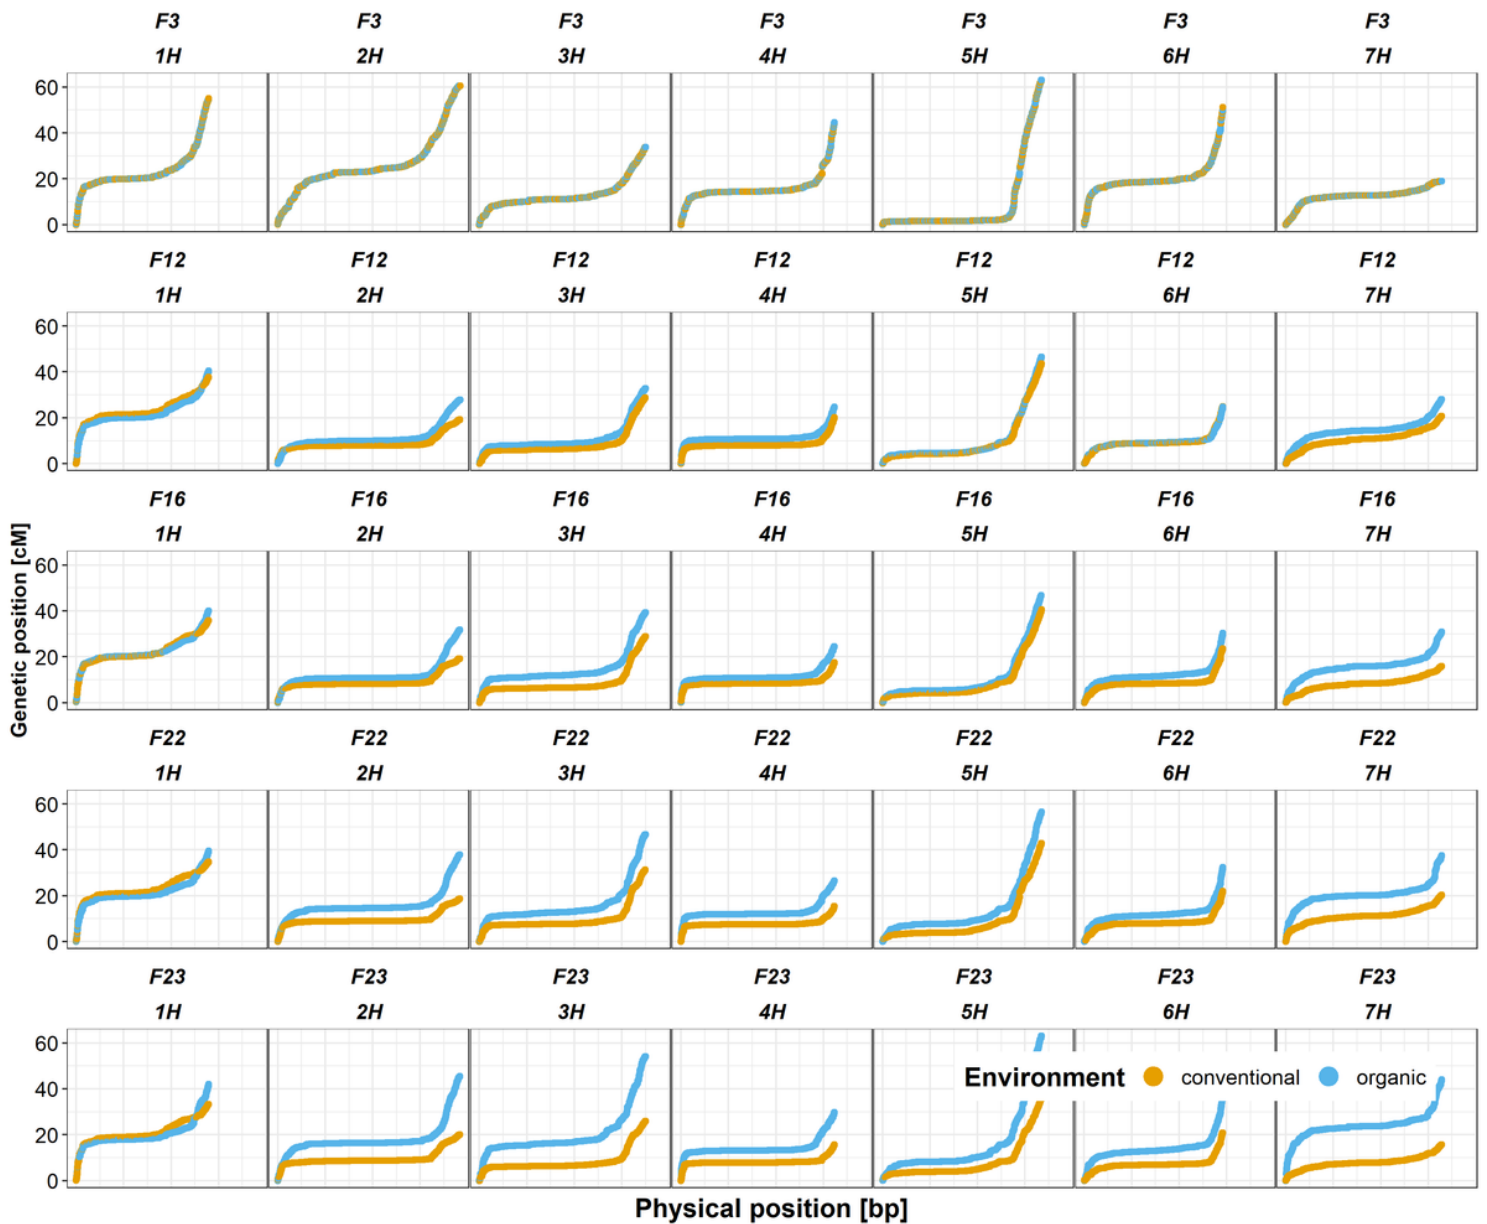 F3 F3 F3 F3 F3 F3 F3
1H 2H 3H 4H 5H 6H 7H
60
40
20
0
F12 F12 F12 F12 F12 F12 F12
1H 2H 3H 4H 5H 6H 7H
60
40
20
0
F16 F16 F16 F16 F16 F16 F16
1H 2H 3H 4H 5H 6H 7H
60
40
20
0
Genetic position [cM]
F22 F22 F22 F22 F22 F22 F22
1H 2H 3H 4H 5H 6H 7H
60
40
20
0
F23 F23 F23 F23 F23 F23 F23
1H 2H 3H 4H 5H 6H 7H
60
40
20
0
Environment conventional organic
Physical position [bp]